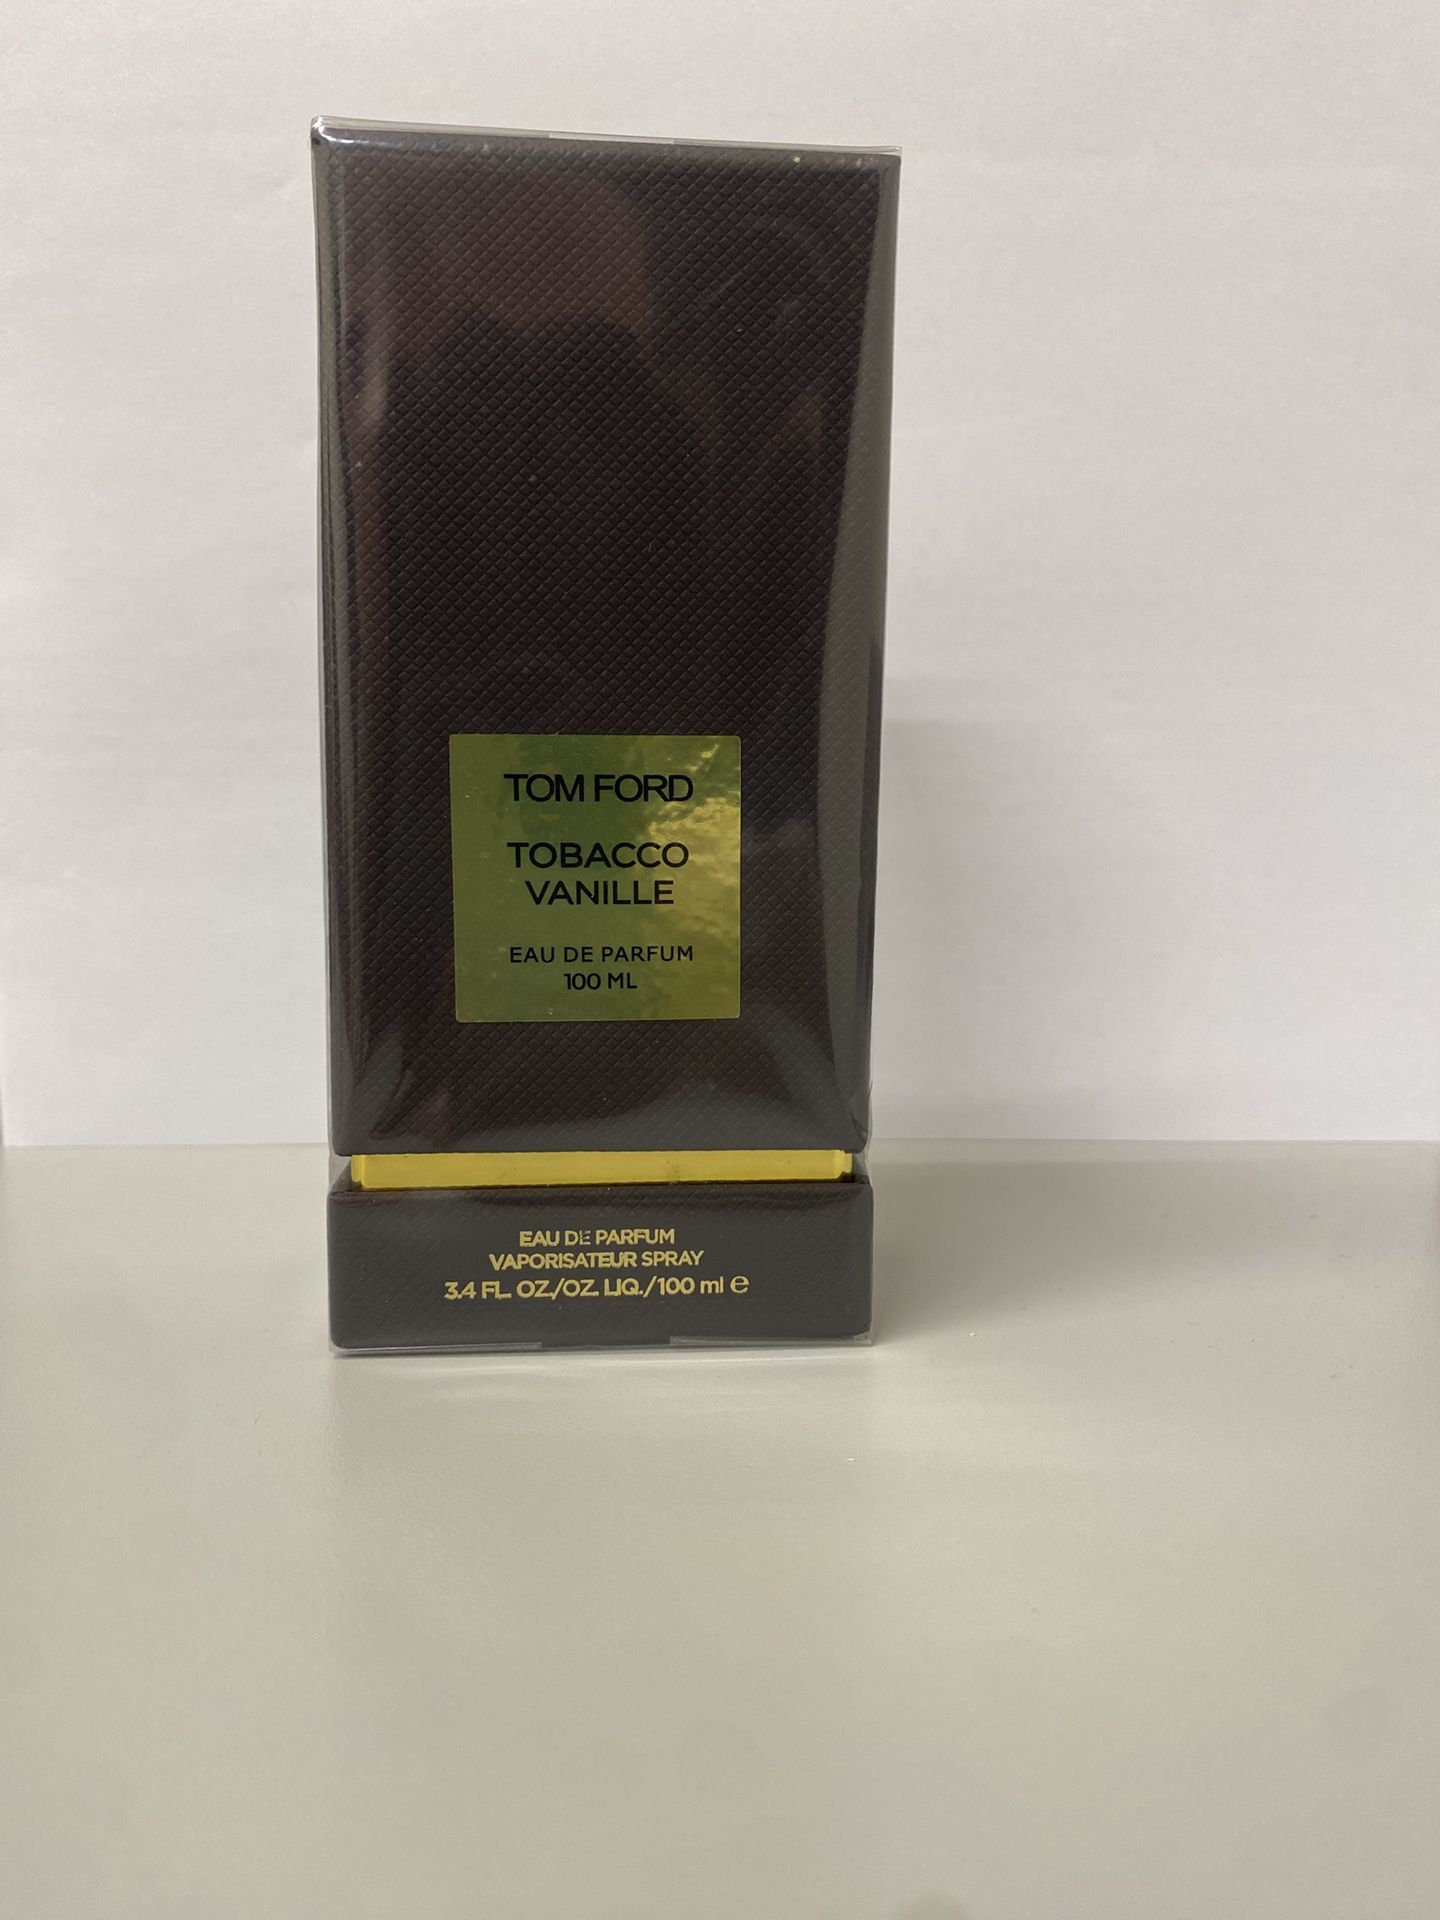 TOM FORD
TOBACCO
VANILLE
EAU DE PARFUM
100 ML
EAU DE PARFUM
VAPORISATEUR SPRAY
3.4 FL. OZ./OZ. LIQ./100 ml ℮